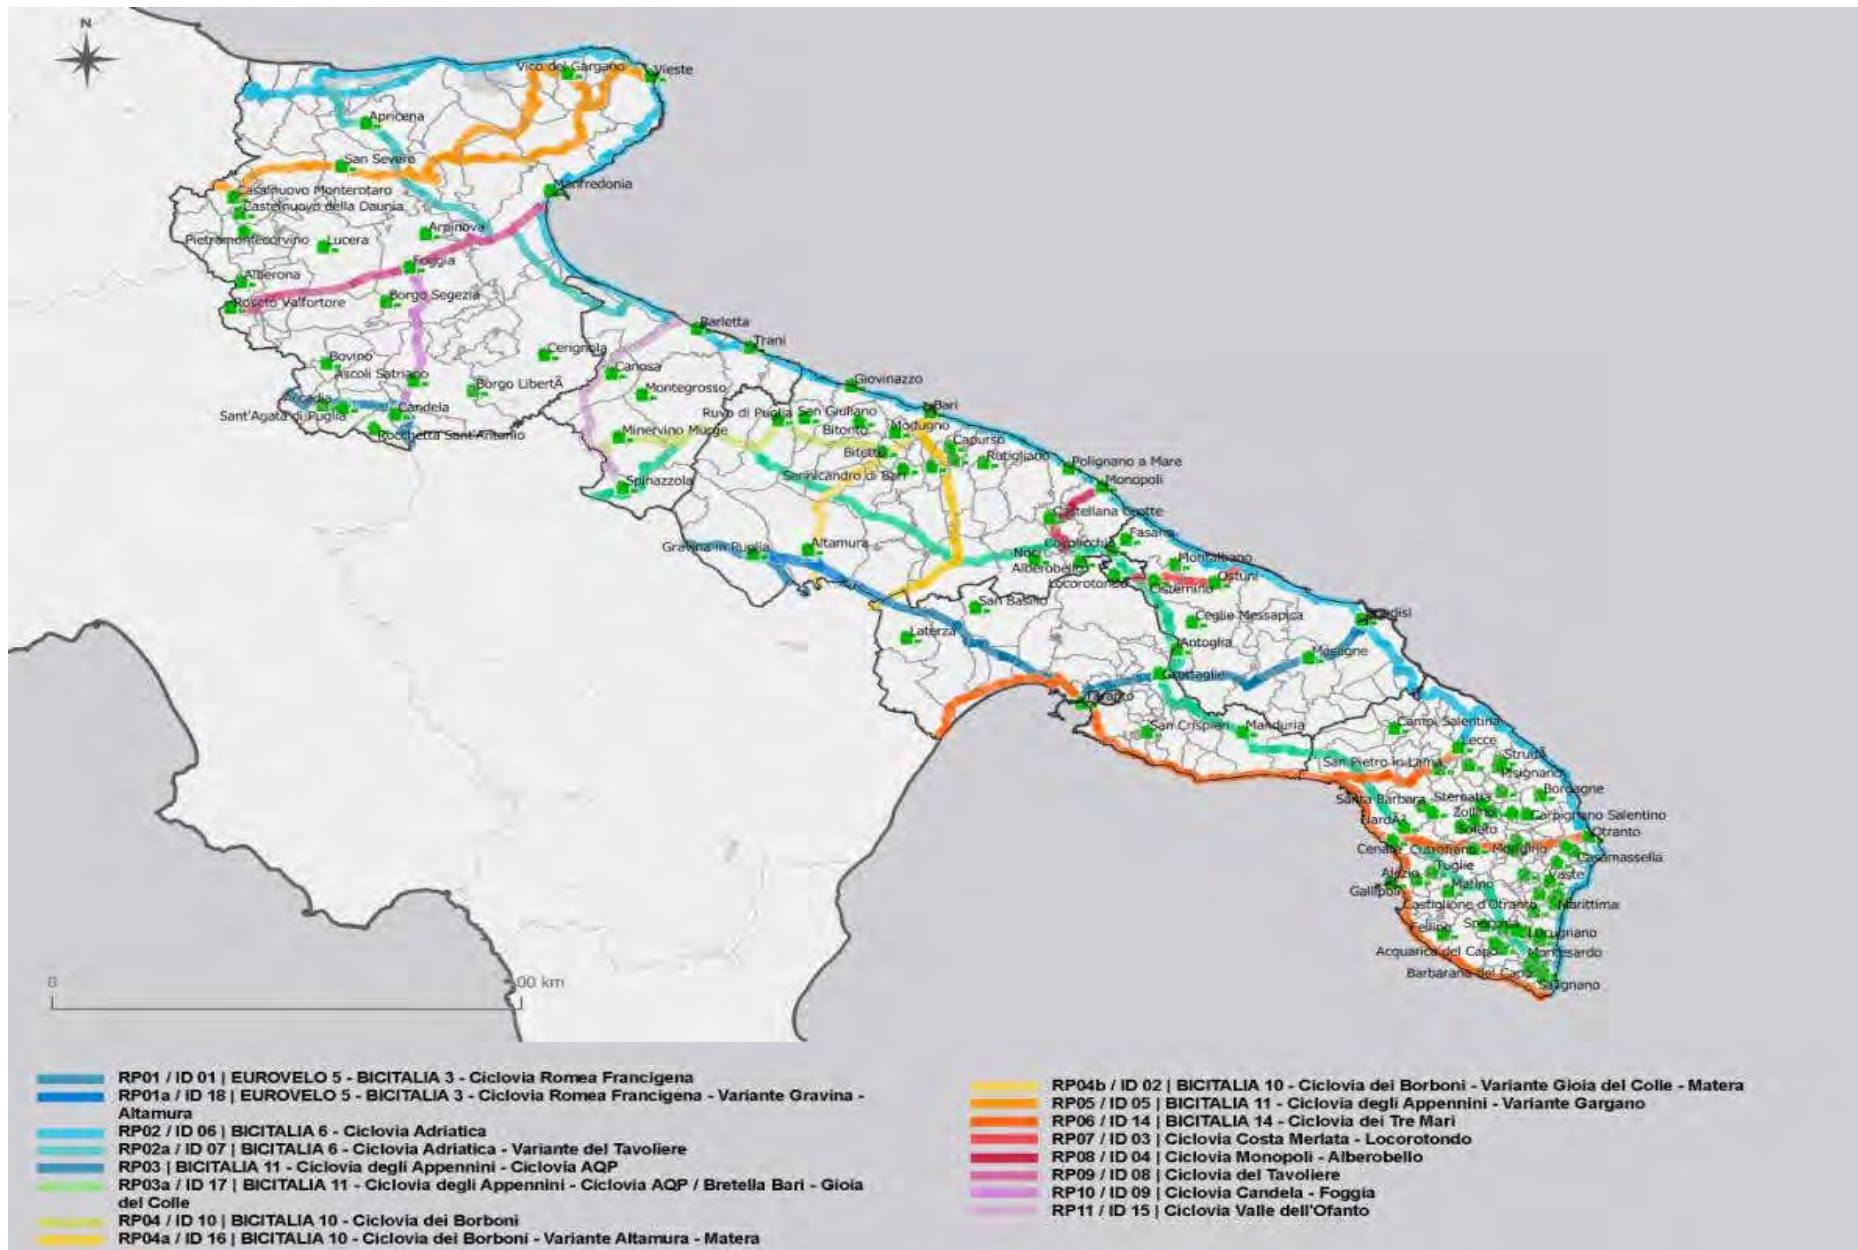 N
Vico del Gargano
Vieste
Apricena
San Severo
Manfredonia
Casalnuovo Monterotaro
Castelnuovo della Daunia
Pietramontecorvino
Lucera
Arpinova
Foggia
Alberona
Roseto Valfortore
Borgo Segezia
Barletta
Trani
Cerignola
Bovino
Canosa
Ascoli Satriano
Borgo LibertÃ
Montegrosso
Giovinazzo
Accadia
Candela
Sant'Agata di Puglia
Rocchetta Sant'Antonio
Ruvo di Puglia
San Giuliano
Bari
Bitonto
Modugno
Minervino Murge
Capurso
Bitetto
Rutigliano
Polignano a Mare
Sannicandro di Bari
Spinazzola
Monopoli
Castellana Grotte
Gravina in Puglia
Altamura
Coreggia
Fasano
Noci
Alberobello
Montalbano
Locorotondo
Cisternino
Ostuni
San Basilio
Ceglie Messapica
Laterza
Antoglia
Mesagne
Grottaglie
Taranto
San Crispieri
Manduria
Campi Salentina
Lecce
San Pietro in Lama
StrudÃ
Pisignano
Santa Barbara
Sternatia
Borgagne
Zollino
Carpignano Salentino
Soleto
Otranto
Cutrofiano
Casamassella
Tuglie
Alezio
Vaste
Gallipoli
Matino
Castiglione d'Otranto
Marittima
Felline
Specchia
Lucugnano
Acquarica del Capo
Montesardo
Barbarano del Capo
Salignano
0
00 km
RP01 / ID 01 | EUROVELO 5 - BICITALIA 3 - Ciclovia Romea Francigena
RP01a / ID 18 | EUROVELO 5 - BICITALIA 3 - Ciclovia Romea Francigena - Variante Gravina -
Altamura
RP02 / ID 06 | BICITALIA 6 - Ciclovia Adriatica
RP02a / ID 07 | BICITALIA 6 - Ciclovia Adriatica - Variante del Tavoliere
RP03 | BICITALIA 11 - Ciclovia degli Appennini - Ciclovia AQP
RP03a / ID 17 | BICITALIA 11 - Ciclovia degli Appennini - Ciclovia AQP / Bretella Bari - Gioia
del Colle
RP04 / ID 10 | BICITALIA 10 - Ciclovia dei Borboni
RP04a / ID 16 | BICITALIA 10 - Ciclovia dei Borboni - Variante Altamura - Matera
RP04b / ID 02 | BICITALIA 10 - Ciclovia dei Borboni - Variante Gioia del Colle - Matera
RP05 / ID 05 | BICITALIA 11 - Ciclovia degli Appennini - Variante Gargano
RP06 / ID 14 | BICITALIA 14 - Ciclovia dei Tre Mari
RP07 / ID 03 | Ciclovia Costa Merlata - Locorotondo
RP08 / ID 04 | Ciclovia Monopoli - Alberobello
RP09 / ID 08 | Ciclovia del Tavoliere
RP10 / ID 09 | Ciclovia Candela - Foggia
RP11 / ID 15 | Ciclovia Valle dell'Ofanto